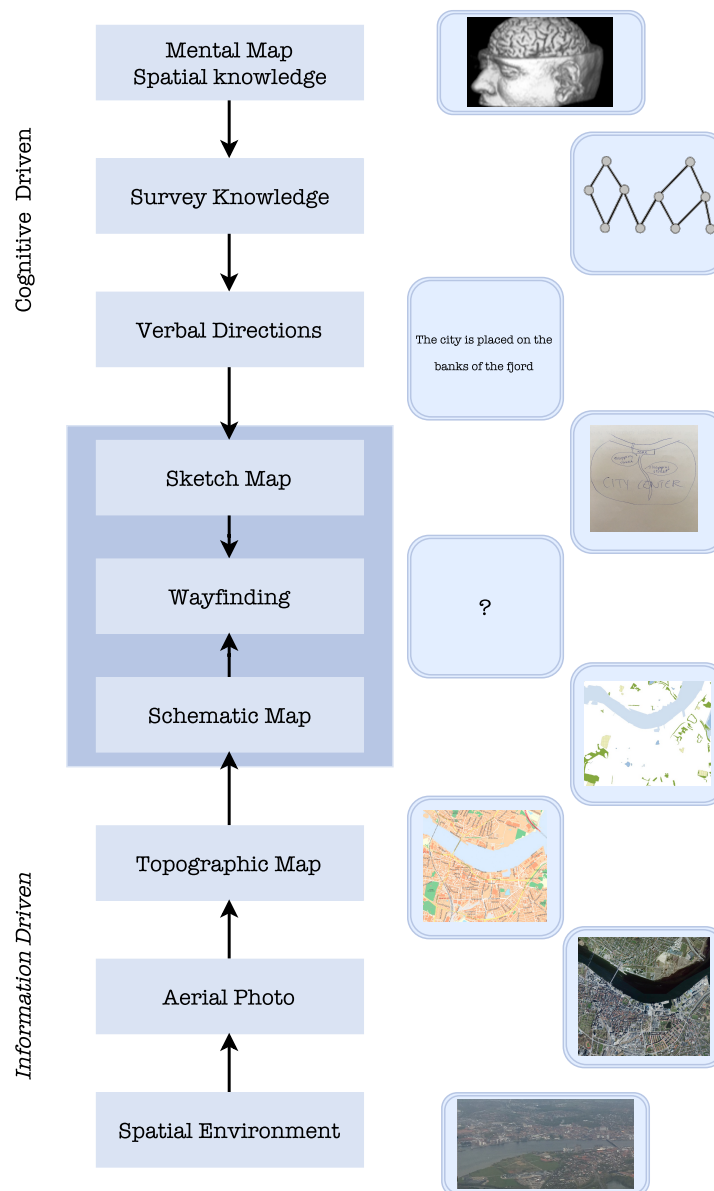 Mental Map
Spatial knowledge
Cognitive Driven
Survey Knowledge
Verbal Directions
The city is placed on the
banks of the fjord
Sketch Map
CITY CENTER
Wayfinding
?
Schematic Map
Topographic Map
Information Driven
Aerial Photo
Spatial Environment